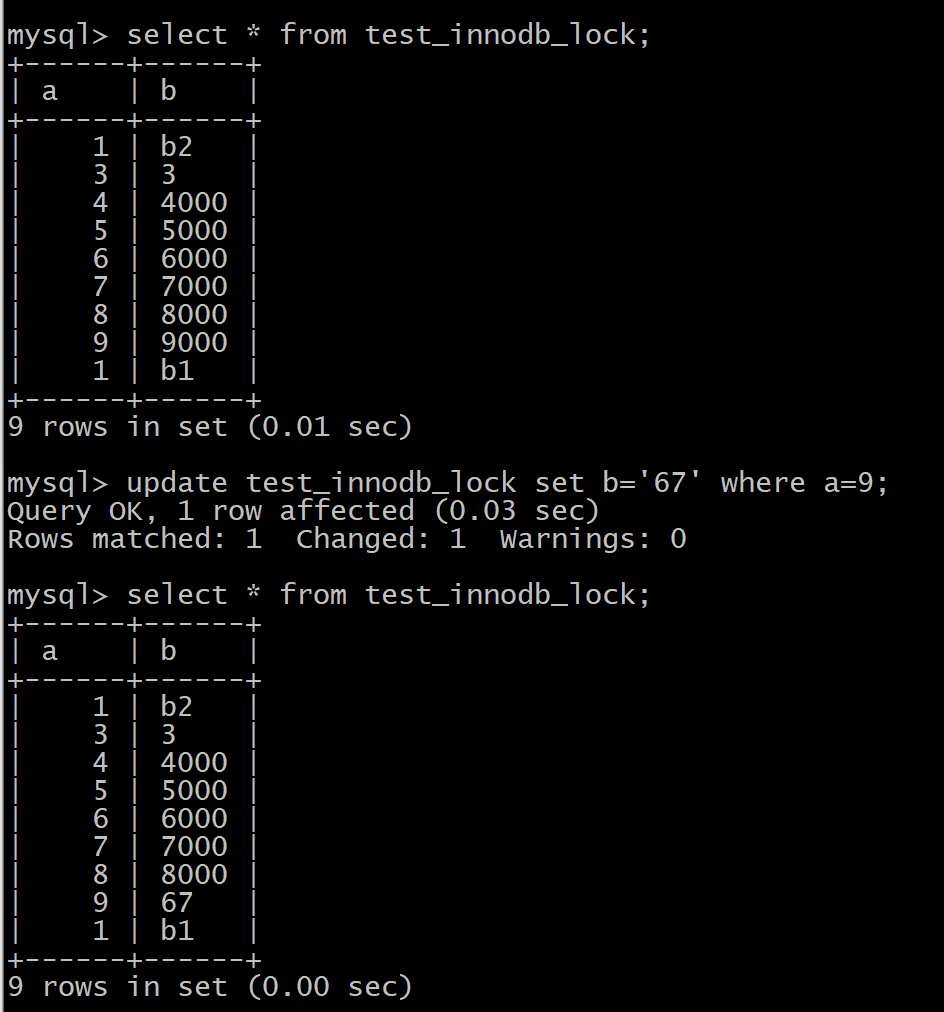 mysql> select * from test_innodb_lock;
+------+------+
| a    | b    |
+------+------+
|    1 | b2   |
|    3 | 3    |
|    4 | 4000 |
|    5 | 5000 |
|    6 | 6000 |
|    7 | 7000 |
|    8 | 8000 |
|    9 | 9000 |
|    1 | b1   |
+------+------+
9 rows in set (0.01 sec)
mysql> update test_innodb_lock set b='67' where a=9;
Query OK, 1 row affected (0.03 sec)
Rows matched: 1  Changed: 1  Warnings: 0
mysql> select * from test_innodb_lock;
+------+------+
| a    | b    |
+------+------+
|    1 | b2   |
|    3 | 3    |
|    4 | 4000 |
|    5 | 5000 |
|    6 | 6000 |
|    7 | 7000 |
|    8 | 8000 |
|    9 | 67   |
|    1 | b1   |
+------+------+
9 rows in set (0.00 sec)